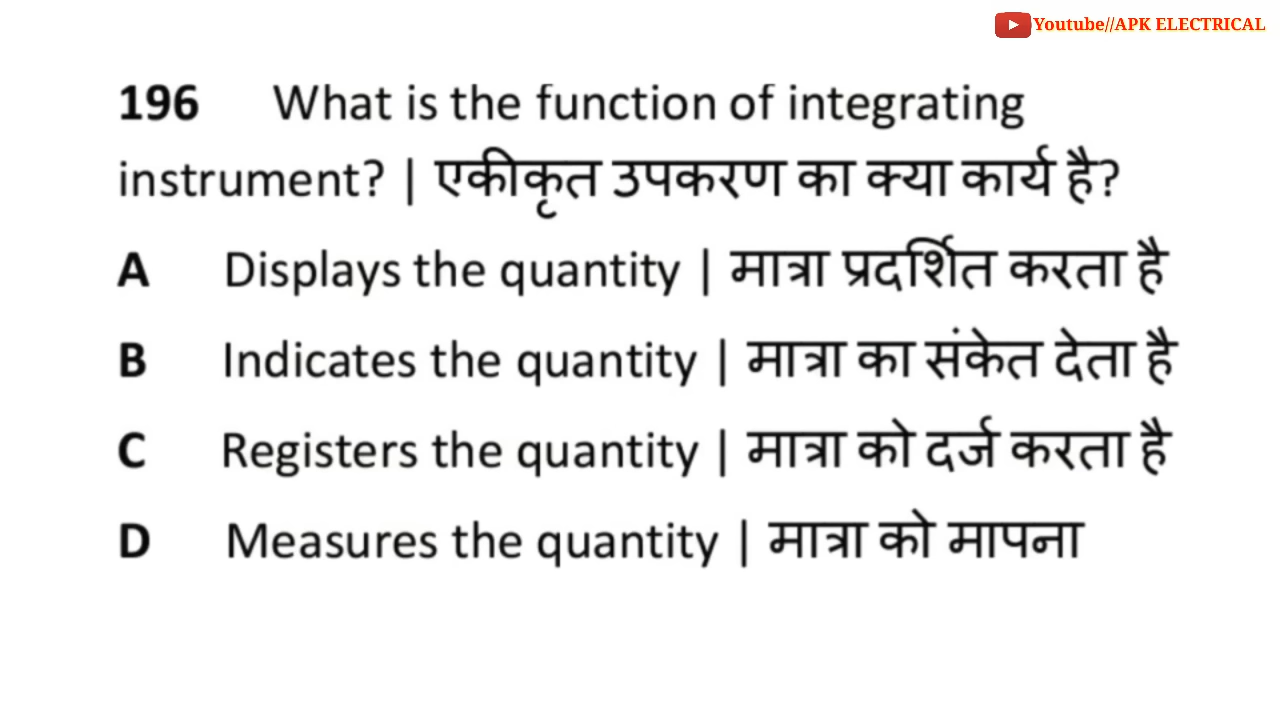 Youtube//APK ELECTRICAL
196 What is the function of integrating
instrument? | एकीकृत उपकरण का क्या कार्य है?
A Displays the quantity | मात्रा प्रदर्शित करता है
B Indicates the quantity | मात्रा का संकेत देता है
C Registers the quantity | मात्रा को दर्ज करता है
D Measures the quantity | मात्रा को मापना